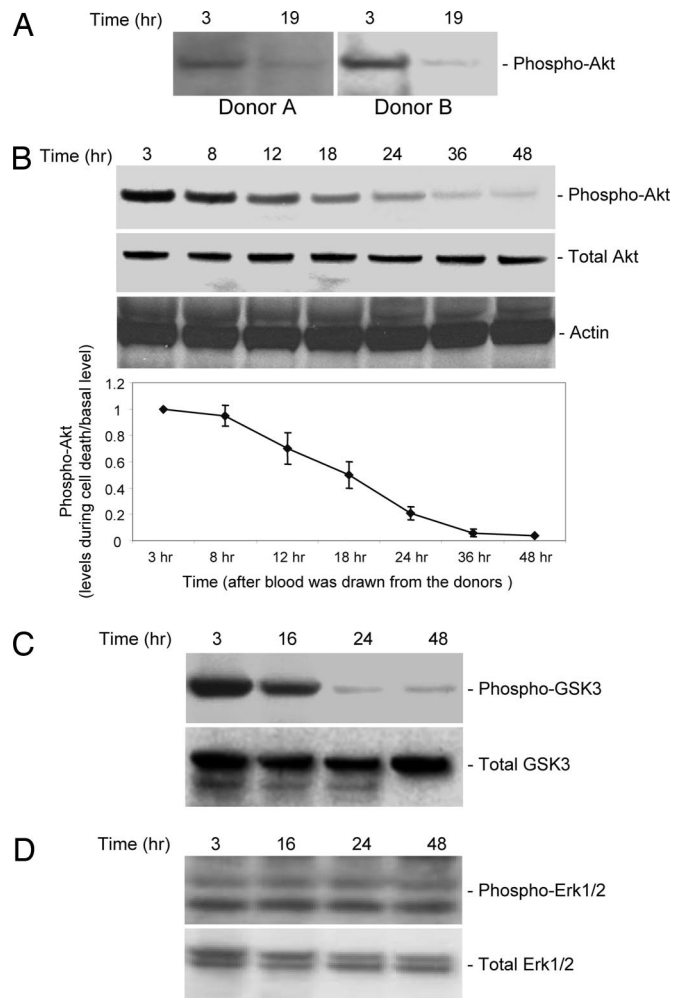 A
Time (hr) 3 19 3 19
- Phospho-Akt
Donor A Donor B
B
Time (hr) 3 8 12 18 24 36 48
- Phospho-Akt
- Total Akt
- Actin
Phospho-Akt
(levels during cell death/basal level)
1.2
1
0.8
0.6
0.4
0.2
0
3 hr 8 hr 12 hr 18 hr 24 hr 36 hr 48 hr
Time (after blood was drawn from the donors )
C
Time (hr) 3 16 24 48
- Phospho-GSK3
- Total GSK3
D
Time (hr) 3 16 24 48
- Phospho-Erk1/2
- Total Erk1/2